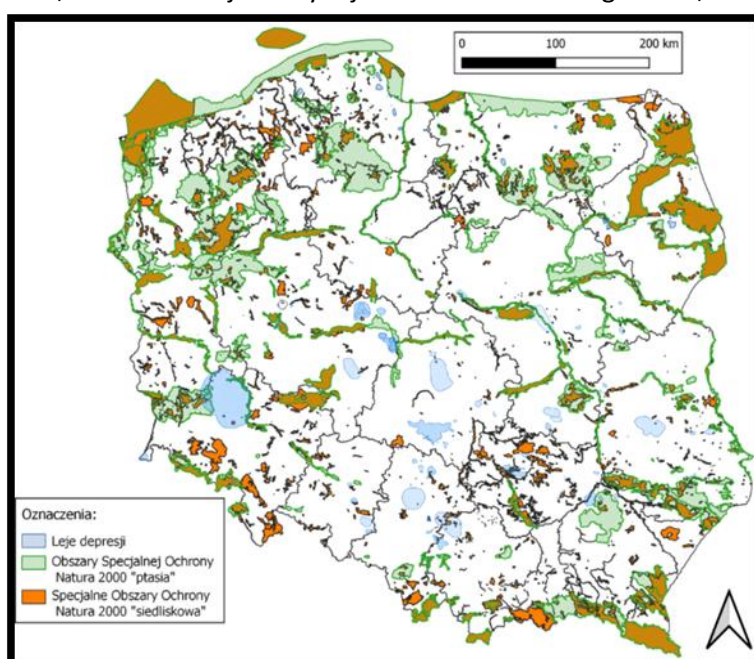 0 100 200 km
Oznaczenia:
Leje depresji
Obszary Specjalnej Ochrony
Natura 2000 "ptasia"
Specjalne Obszary Ochrony
Natura 2000 "siedliskowa"